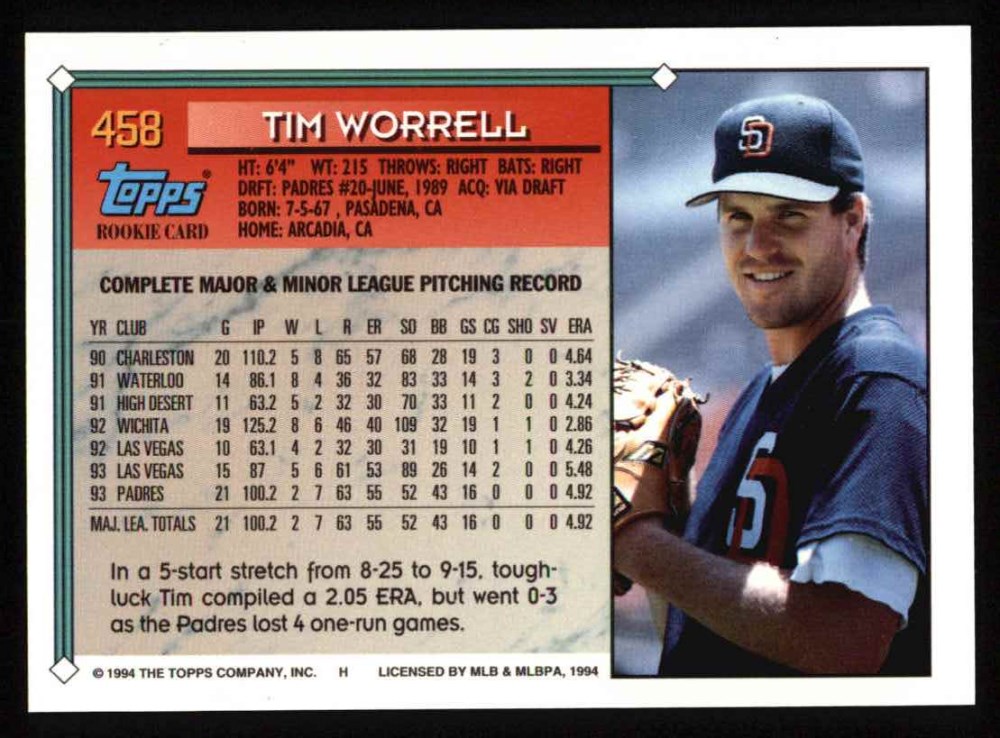 458
TIM WORRELL
TOPPS®
ROOKIE CARD
HT: 6'4" WT: 215 THROWS: RIGHT BATS: RIGHT
DRFT: PADRES #20-JUNE, 1989 ACQ: VIA DRAFT
BORN: 7-5-67 , PASADENA, CA
HOME: ARCADIA, CA
COMPLETE MAJOR & MINOR LEAGUE PITCHING RECORD
YR CLUB G IP W L R ER SO BB GS CG SHO SV ERA
90 CHARLESTON 20 110.2 5 8 65 57 68 28 19 3 0 0 4.64
91 WATERLOO 14 86.1 8 4 36 32 83 33 14 3 2 0 3.34
91 HIGH DESERT 11 63.2 5 2 32 30 70 33 11 2 0 0 4.24
92 WICHITA 19 125.2 8 6 46 40 109 32 19 1 1 0 2.86
92 LAS VEGAS 10 63.1 4 2 32 30 31 19 10 1 1 0 4.26
93 LAS VEGAS 15 87 5 6 61 53 89 26 14 2 0 0 5.48
93 PADRES 21 100.2 2 7 63 55 52 43 16 0 0 0 4.92
MAJ. LEA. TOTALS 21 100.2 2 7 63 55 52 43 16 0 0 0 4.92
In a 5-start stretch from 8-25 to 9-15, tough-
luck Tim compiled a 2.05 ERA, but went 0-3
as the Padres lost 4 one-run games.
© 1994 THE TOPPS COMPANY, INC. H LICENSED BY MLB & MLBPA, 1994
SD
SD